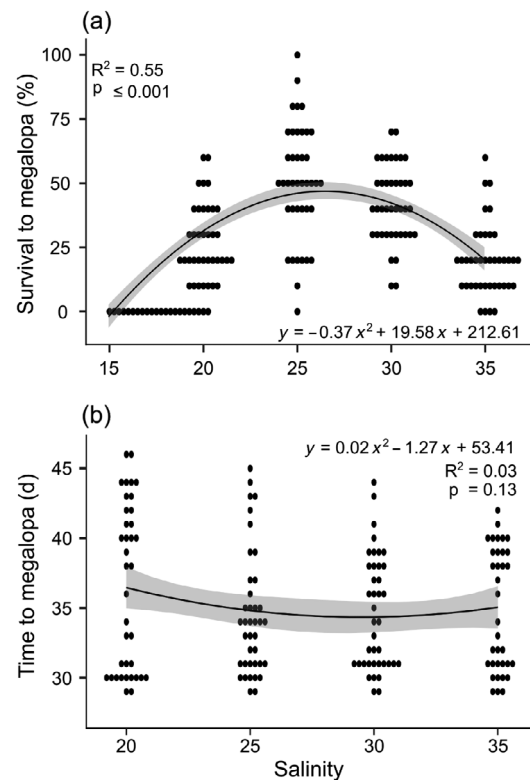 (a)
R² = 0.55
p ≤ 0.001
Survival to megalopa (%)
100
75
50
25
0
y = −0.37 x² + 19.58 x + 212.61
15 20 25 30 35
(b)
y = 0.02 x² − 1.27 x + 53.41
R² = 0.03
p = 0.13
Time to megalopa (d)
45
40
35
30
20 25 30 35
Salinity